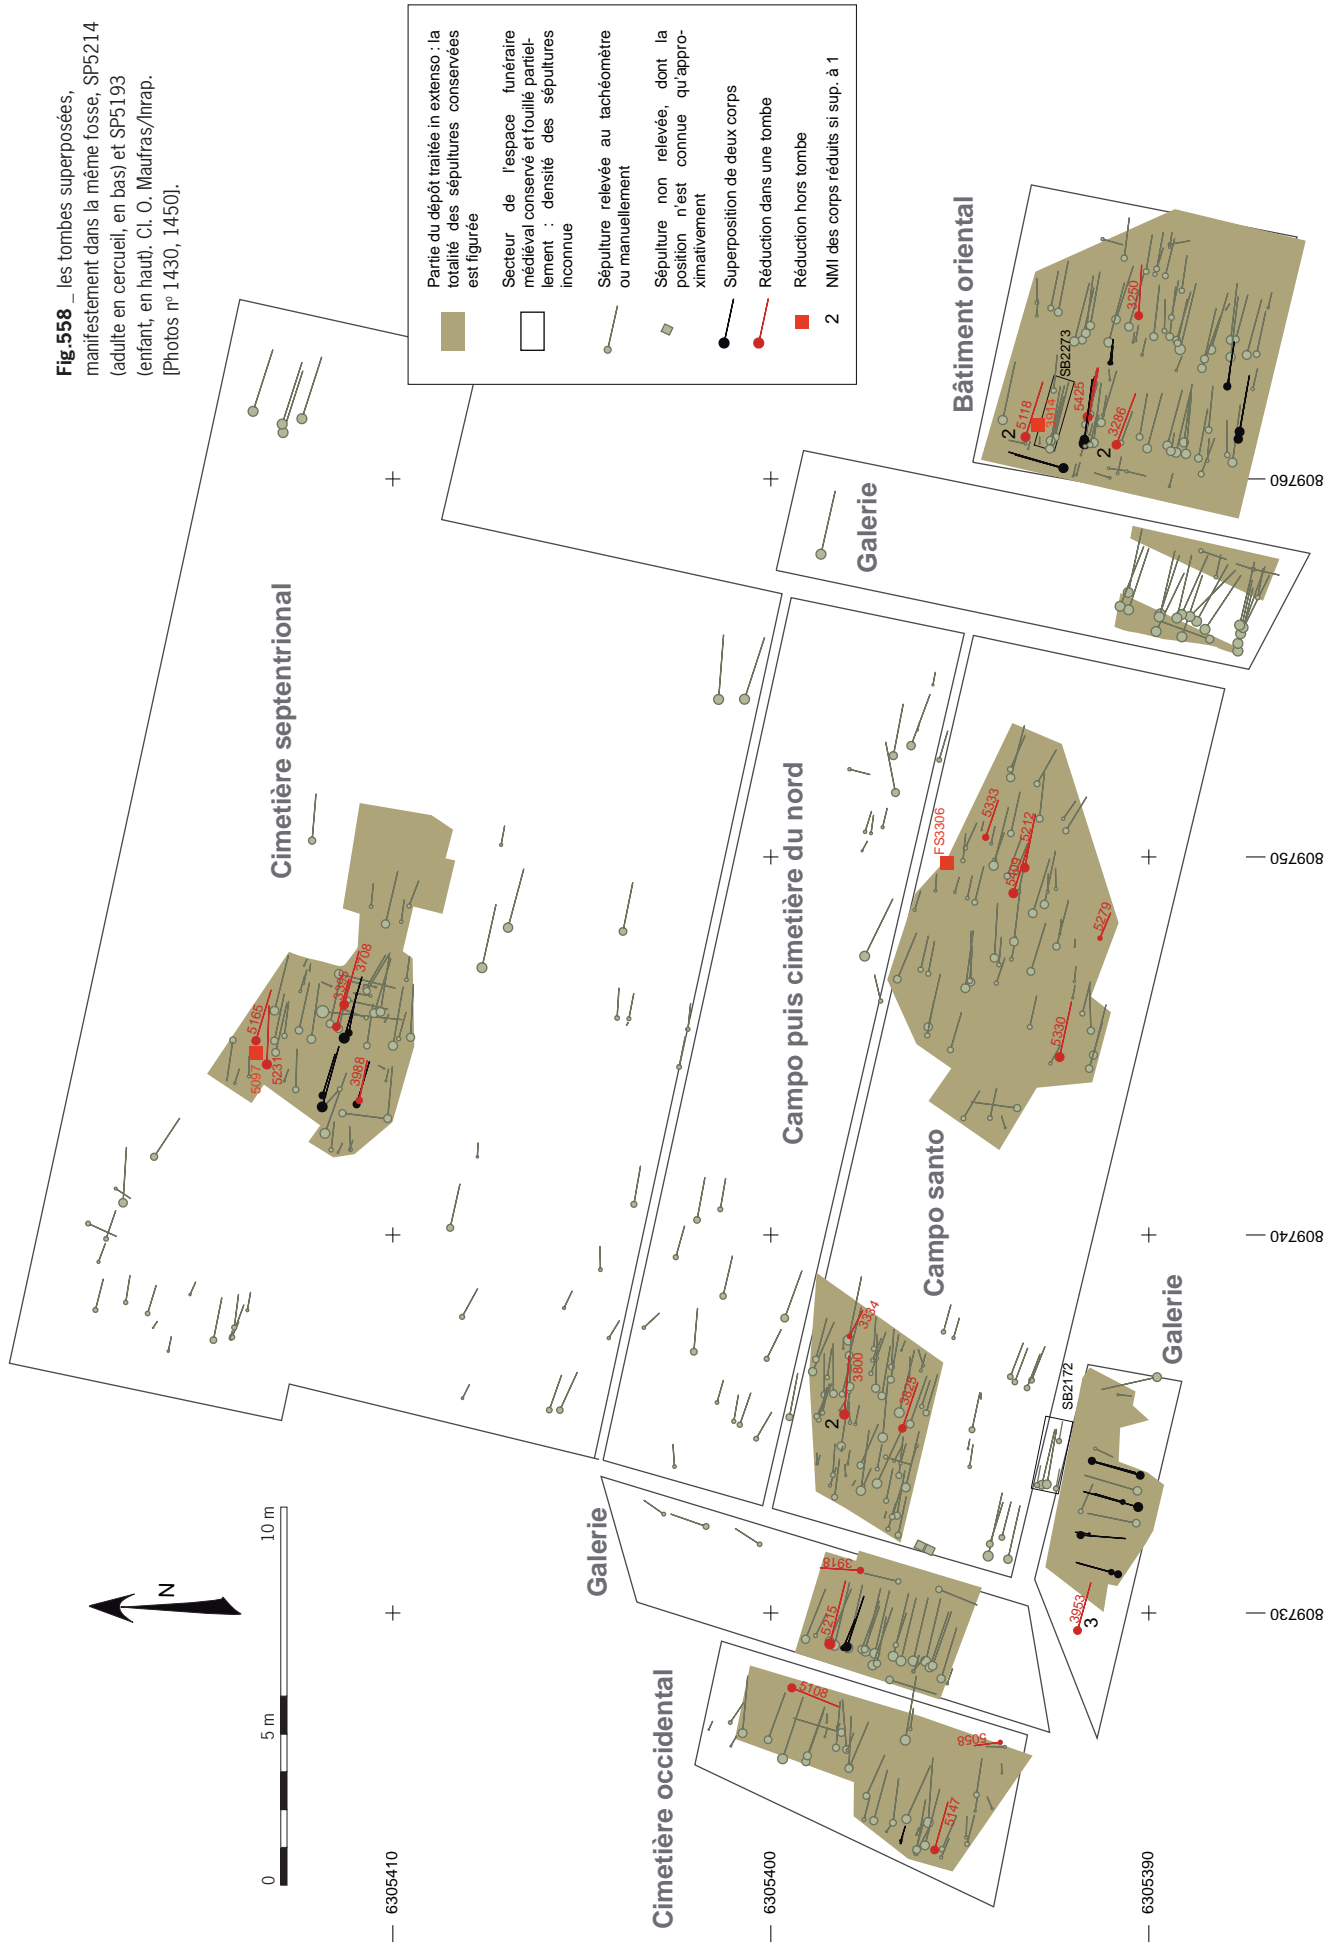 Fig.558 _ les tombes superposées,
manifestement dans la même fosse, SP5214
(adulte en cercueil, en bas) et SP5193
(enfant, en haut). Cl. O. Maufras/Inrap.
[Photos nº 1430, 1450].
Partie du dépôt traitée in extenso : la
totalité des sépultures conservées
est figurée
Secteur de l'espace funéraire
médiéval conservé et fouillé partiel-
lement : densité des sépultures
inconnue
Sépulture relevée au tachéomètre
ou manuellement
Sépulture non relevée, dont la
position n'est connue qu'appro-
ximativement
Superposition de deux corps
Réduction dans une tombe
Réduction hors tombe
2 NMI des corps réduits si sup. à 1
N
0 5 m 10 m
Cimetière septentrional
5165
5097
5231
3395
3708
3988
Campo puis cimetière du nord
Campo santo
FS3306
5333
5212
5409
5279
5330
3334
3800
2
3825
SB2172
Galerie
3953
3
Galerie
3918
5215
Cimetière occidental
5108
5058
5147
Galerie
Bâtiment oriental
2
5118
3914
SB2273
5425
2
3286
3250
6305410
6305400
6305390
809730
809740
809750
809760